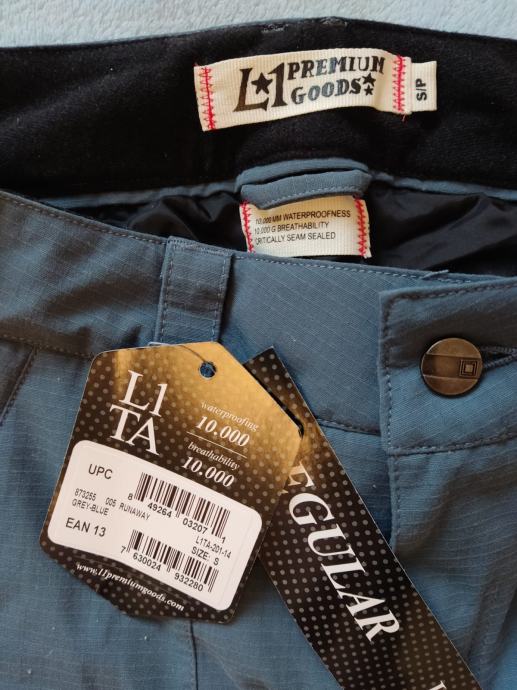 L★1 PREMIUM
GOODS★★
S/P
10,000 MM WATERPROOFNESS
10,000 G BREATHABILITY
CRITICALLY SEAM SEALED
L1
TA
waterproofing
10.000
breathability
10.000
UPC
8 49264 03207 1
873255 005 RUNAWAY
GREY-BLUE
L1TA-201-14
SIZE: S
EAN 13
7 630024 932280
www.l1premiumgoods.com
EGULAR